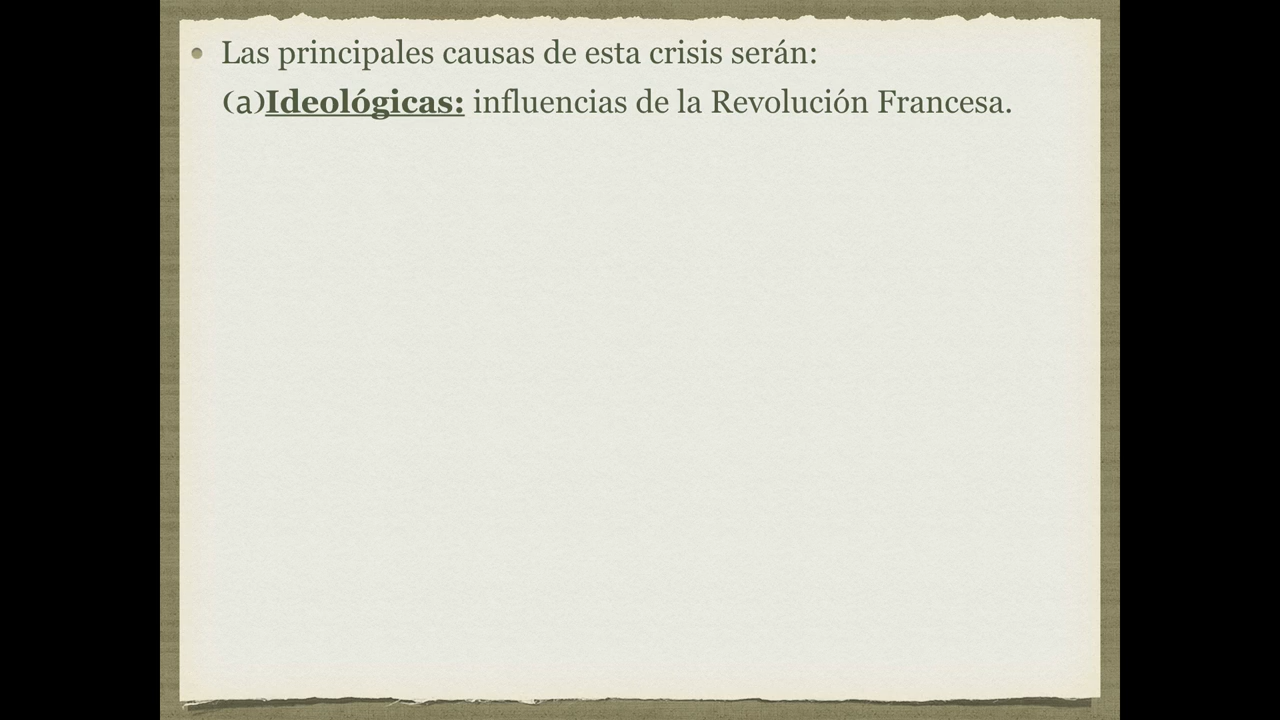 • Las principales causas de esta crisis serán:
(a)Ideológicas: influencias de la Revolución Francesa.